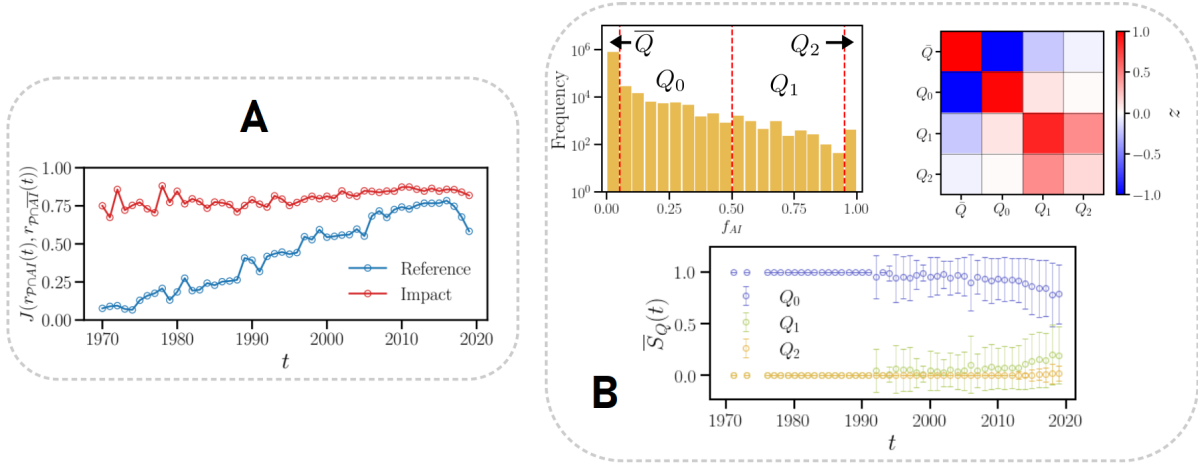 A
J(r_{P∩AI}(t), r_{P∩\overline{AI}}(t))
1.00
0.75
0.50
0.25
0.00
Reference
Impact
1970 1980 1990 2000 2010 2020
t
B
Frequency
10^6
10^4
10^2
10^0
\overline{Q}
Q_0
Q_1
Q_2
0.00 0.25 0.50 0.75 1.00
f_{AI}
\bar{Q}
Q_0
Q_1
Q_2
\bar{Q} Q_0 Q_1 Q_2
1.0
0.5
0.0
−0.5
−1.0
z
\overline{S}_Q(t)
1.0
0.5
0.0
Q_0
Q_1
Q_2
1970 1980 1990 2000 2010 2020
t